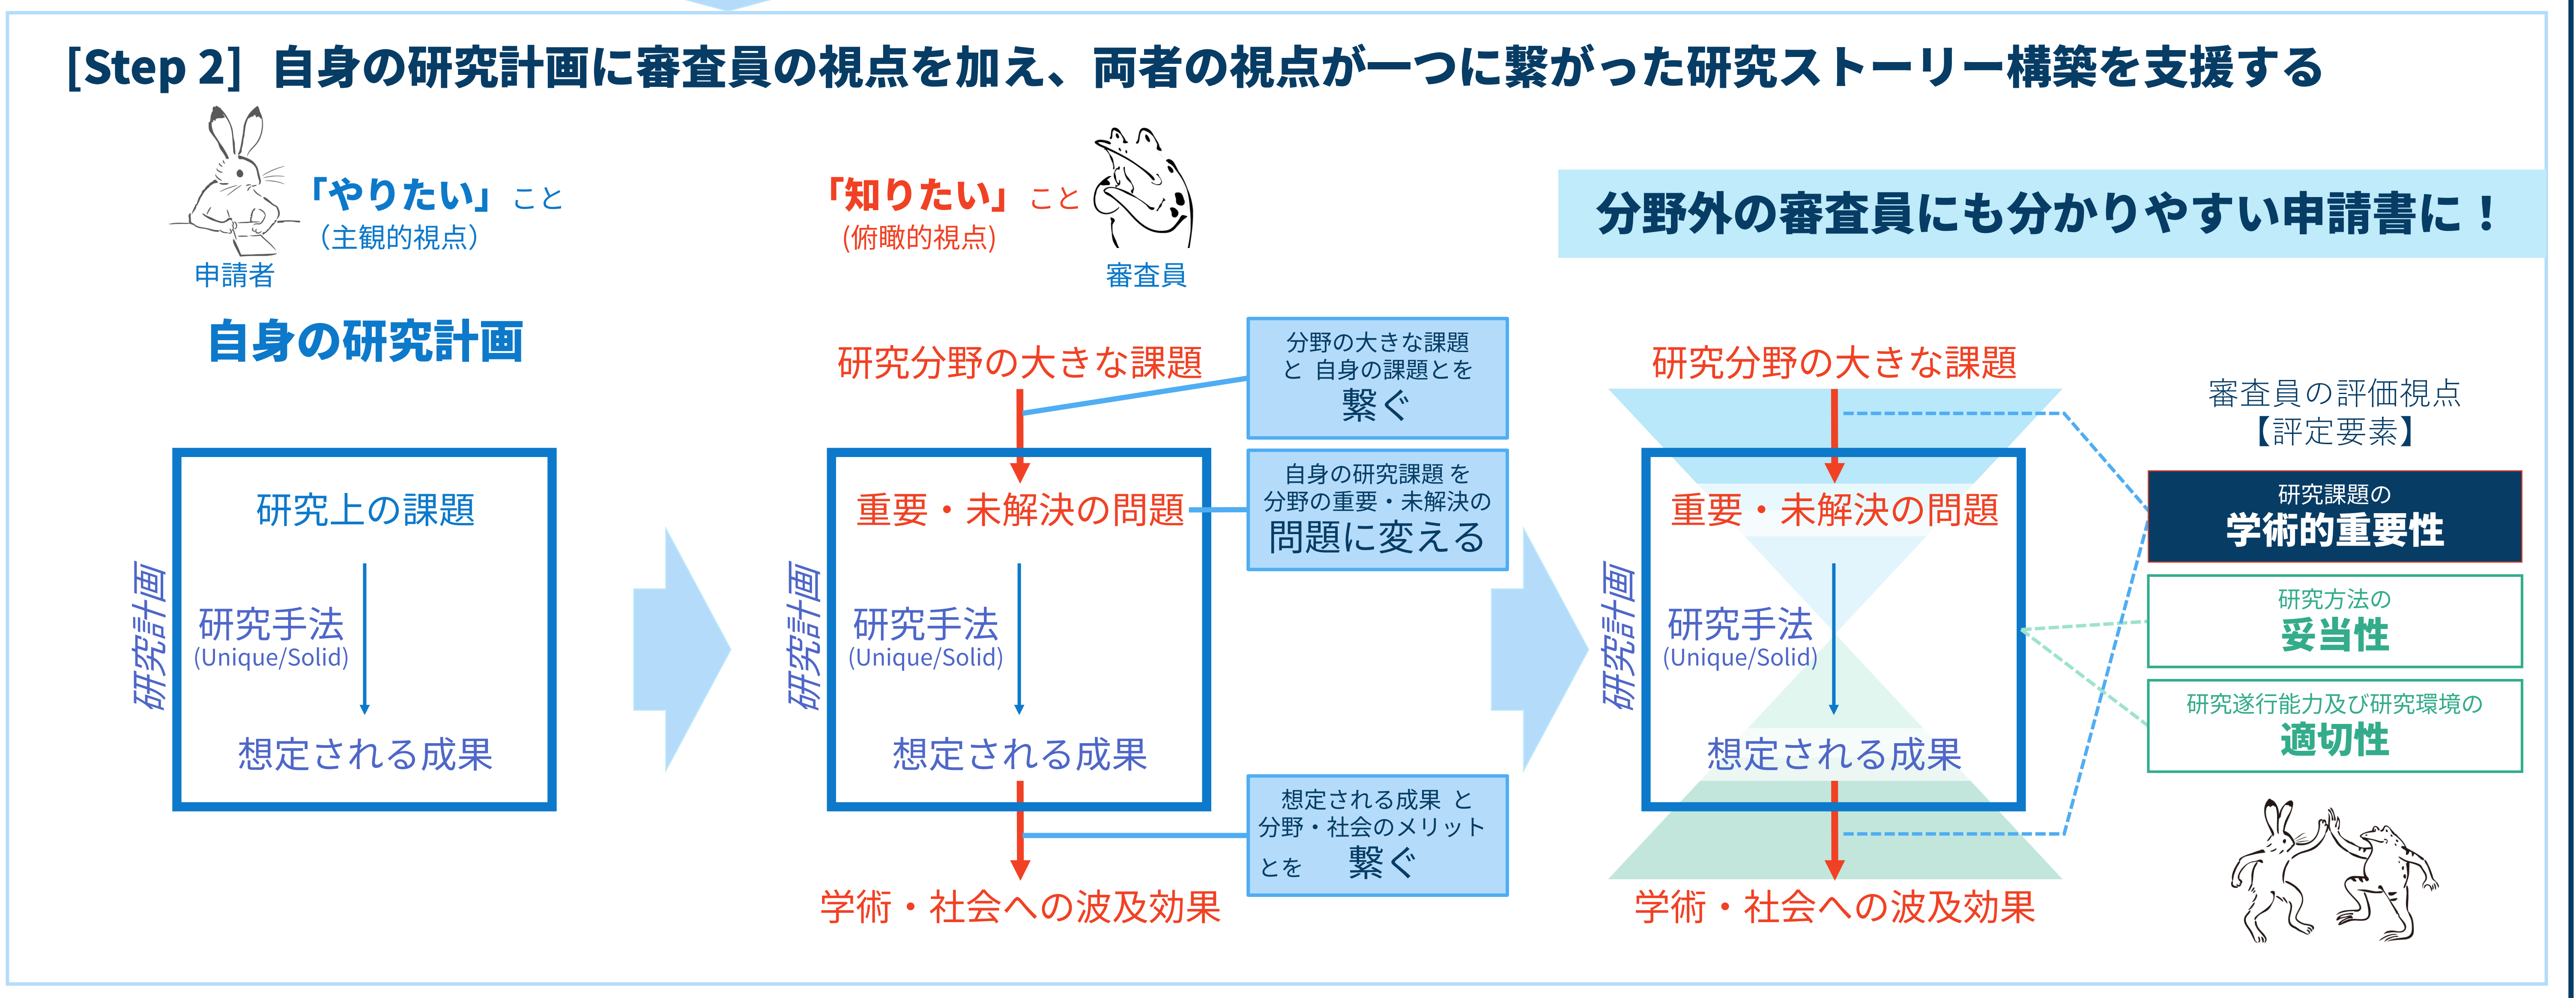 [Step 2] 自身の研究計画に審査員の視点を加え、両者の視点が一つに繋がった研究ストーリー構築を支援する
「やりたい」こと
（主観的視点）
申請者
自身の研究計画
研究計画
研究上の課題
研究手法
(Unique/Solid)
想定される成果
「知りたい」こと
(俯瞰的視点)
審査員
研究分野の大きな課題
研究計画
重要・未解決の問題
研究手法
(Unique/Solid)
想定される成果
学術・社会への波及効果
分野の大きな課題
と 自身の課題とを
繋ぐ
自身の研究課題 を
分野の重要・未解決の
問題に変える
想定される成果 と
分野・社会のメリット
とを 繋ぐ
分野外の審査員にも分かりやすい申請書に！
研究分野の大きな課題
研究計画
重要・未解決の問題
研究手法
(Unique/Solid)
想定される成果
学術・社会への波及効果
審査員の評価視点
【評定要素】
研究課題の
学術的重要性
研究方法の
妥当性
研究遂行能力及び研究環境の
適切性